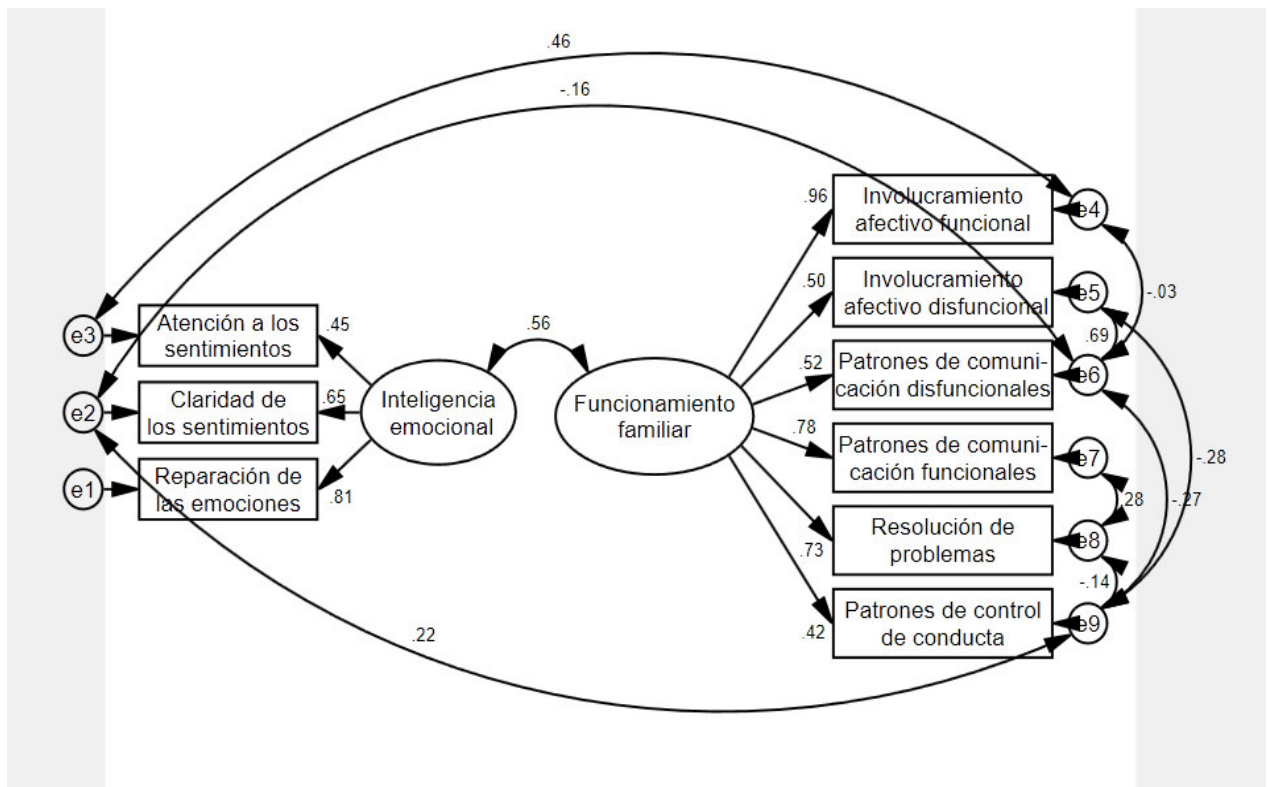 .46
-.16
.96
Involucramiento
afectivo funcional
e4
.50
Involucramiento
afectivo disfuncional
e5
-.03
.69
.52
Patrones de comuni-
cación disfuncionales
e6
.78
Patrones de comuni-
cación funcionales
e7
-.28
28
-.27
.73
Resolución de
problemas
e8
-.14
.42
Patrones de control
de conducta
e9
e3
Atención a los
sentimientos
.45
e2
Claridad de
los sentimientos
.65
e1
Reparación de
las emociones
.81
Inteligencia
emocional
.56
Funcionamiento
familiar
.22